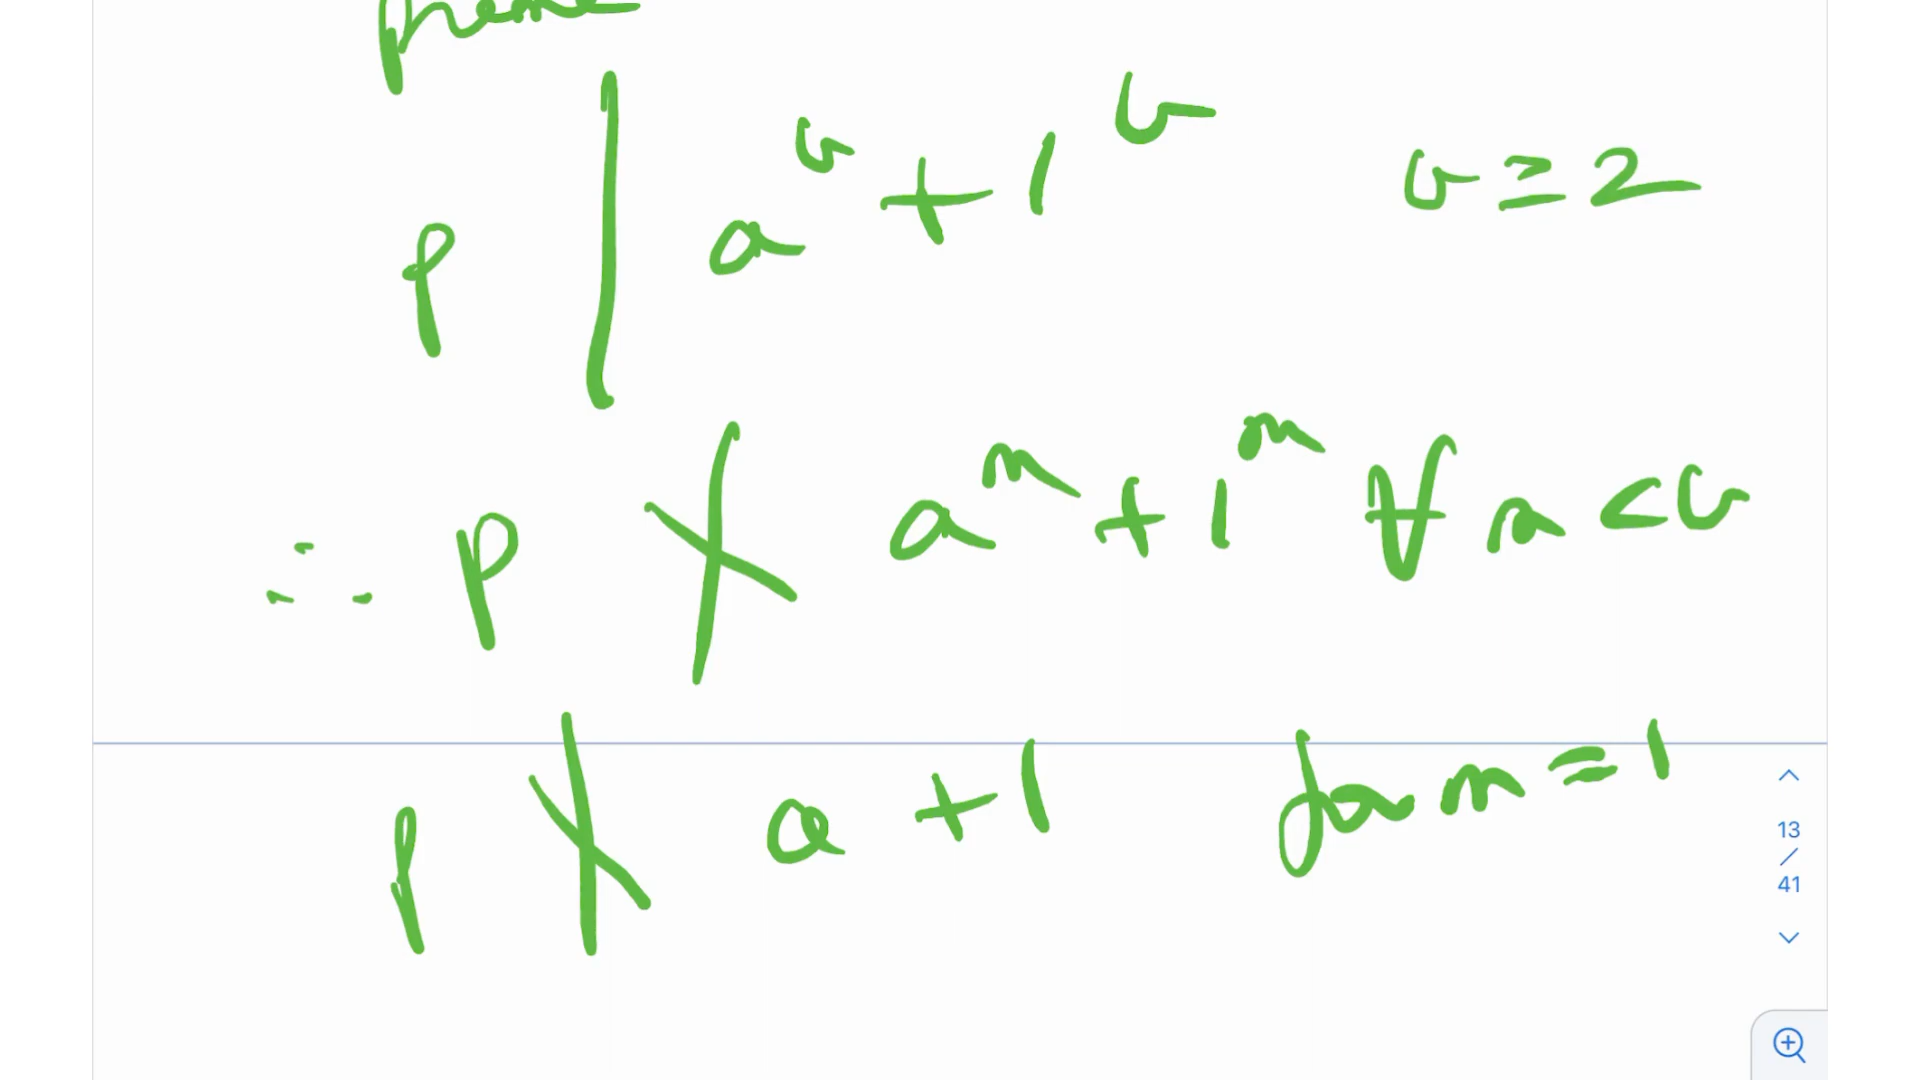 p | a^b + 1^b b ≥ 2
∴ p ∤ a^m + 1^m ∀ m < b
p ∤ a + 1 for m = 1
13
/
41